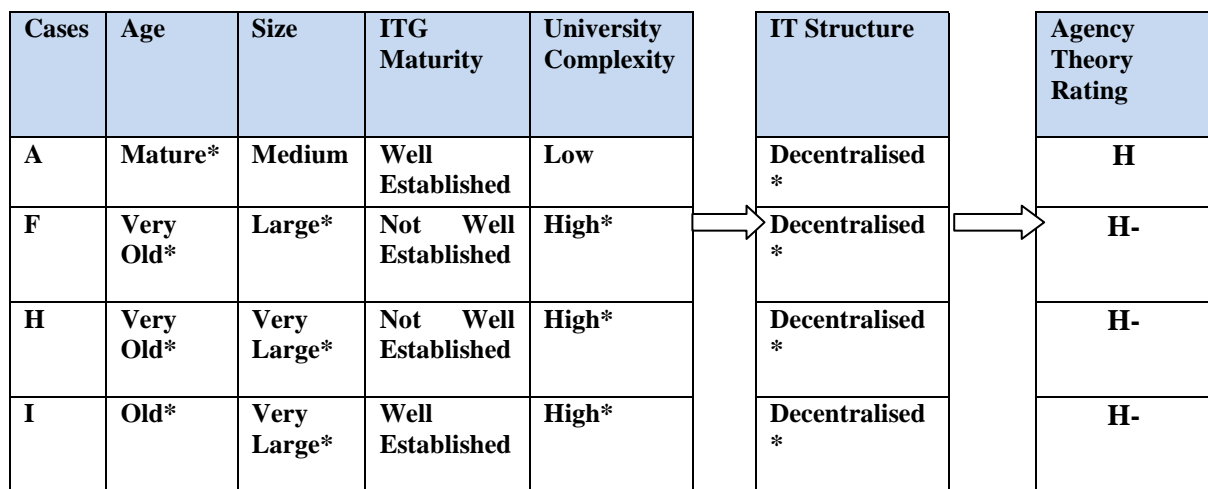 Cases Age Size ITG University IT Structure Agency
Maturity Complexity Theory
Rating
A Mature* Medium Well Low Decentralised H
Established *
F Very Large* Not Well High* Decentralised H-
Old* Established *
H Very Very Not Well High* Decentralised H-
Old* Large* Established *
I Old* Very Well High* Decentralised H-
Large* Established *